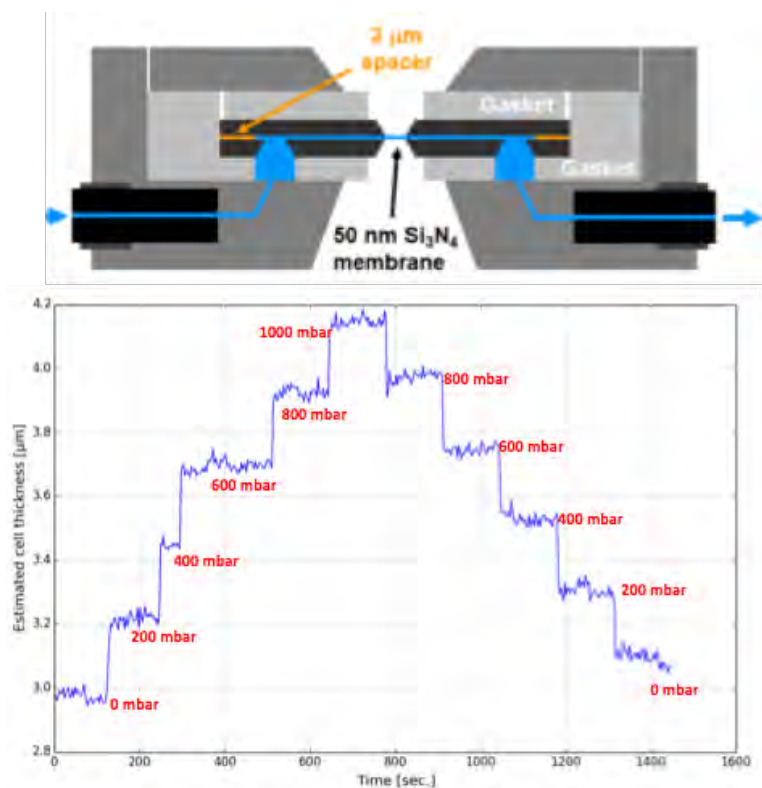 2 μm
spacer
Gasket
Gasket
50 nm Si₃N₄
membrane
4.2
4.0
3.8
3.6
3.4
3.2
3.0
2.8
Estimated cell thickness [μm]
1000 mbar
800 mbar
800 mbar
600 mbar
600 mbar
400 mbar
400 mbar
200 mbar
200 mbar
0 mbar
0 mbar
0
200
400
600
800
1000
1200
1400
1600
Time [sec.]